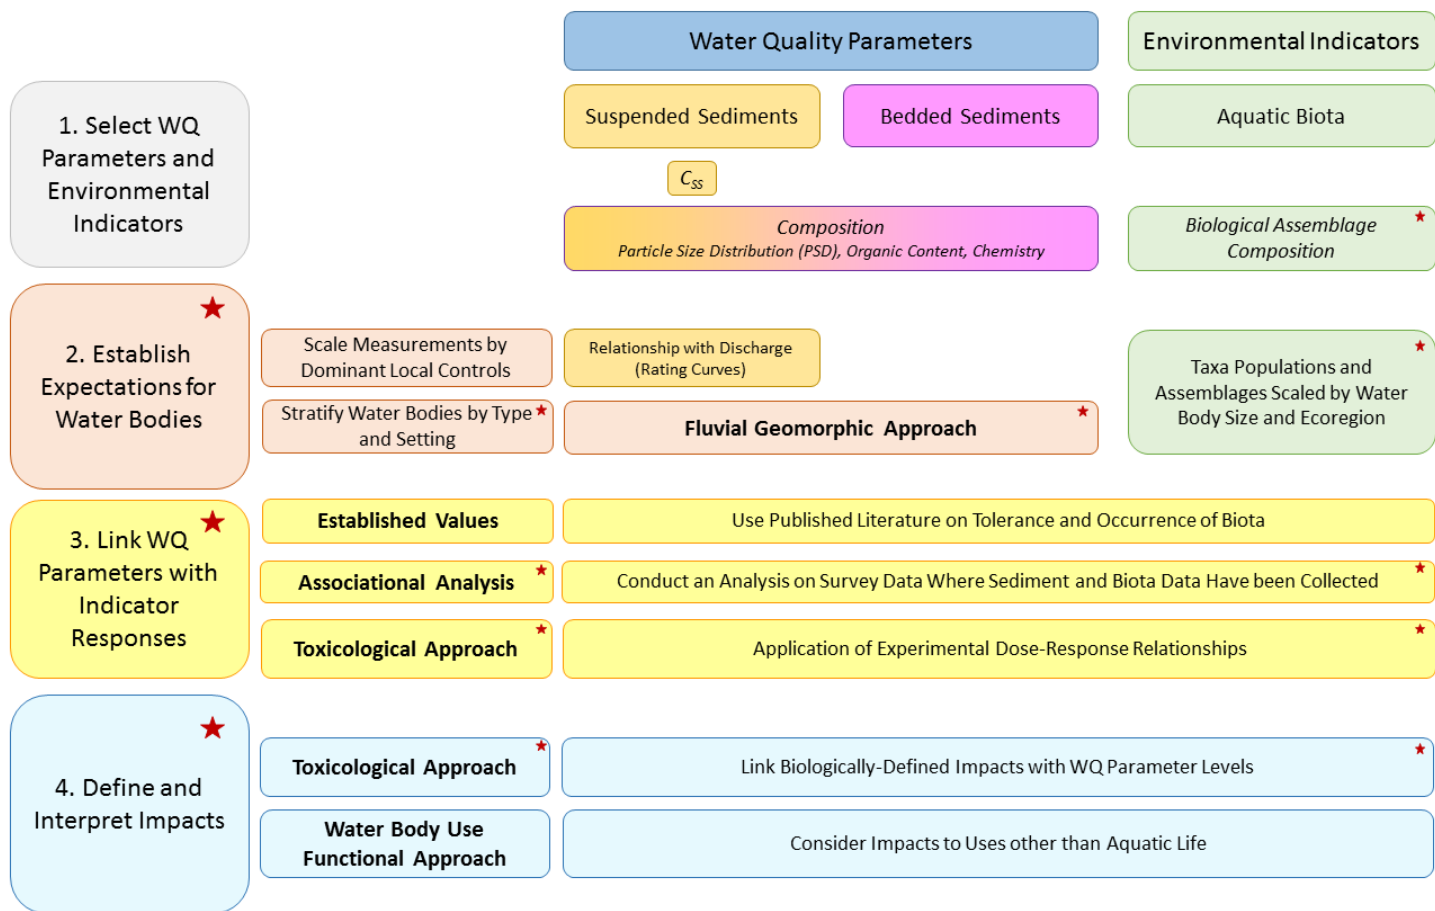 Water Quality Parameters
Environmental Indicators
1. Select WQ
Parameters and
Environmental
Indicators
Suspended Sediments
Bedded Sediments
Aquatic Biota
CSS
Composition
Particle Size Distribution (PSD), Organic Content, Chemistry
Biological Assemblage
Composition
2. Establish
Expectations for
Water Bodies
Scale Measurements by
Dominant Local Controls
Relationship with Discharge
(Rating Curves)
Taxa Populations and
Assemblages Scaled by Water
Body Size and Ecoregion
Stratify Water Bodies by Type
and Setting
Fluvial Geomorphic Approach
3. Link WQ
Parameters with
Indicator
Responses
Established Values
Use Published Literature on Tolerance and Occurrence of Biota
Associational Analysis
Conduct an Analysis on Survey Data Where Sediment and Biota Data Have been Collected
Toxicological Approach
Application of Experimental Dose-Response Relationships
4. Define and
Interpret Impacts
Toxicological Approach
Link Biologically-Defined Impacts with WQ Parameter Levels
Water Body Use
Functional Approach
Consider Impacts to Uses other than Aquatic Life